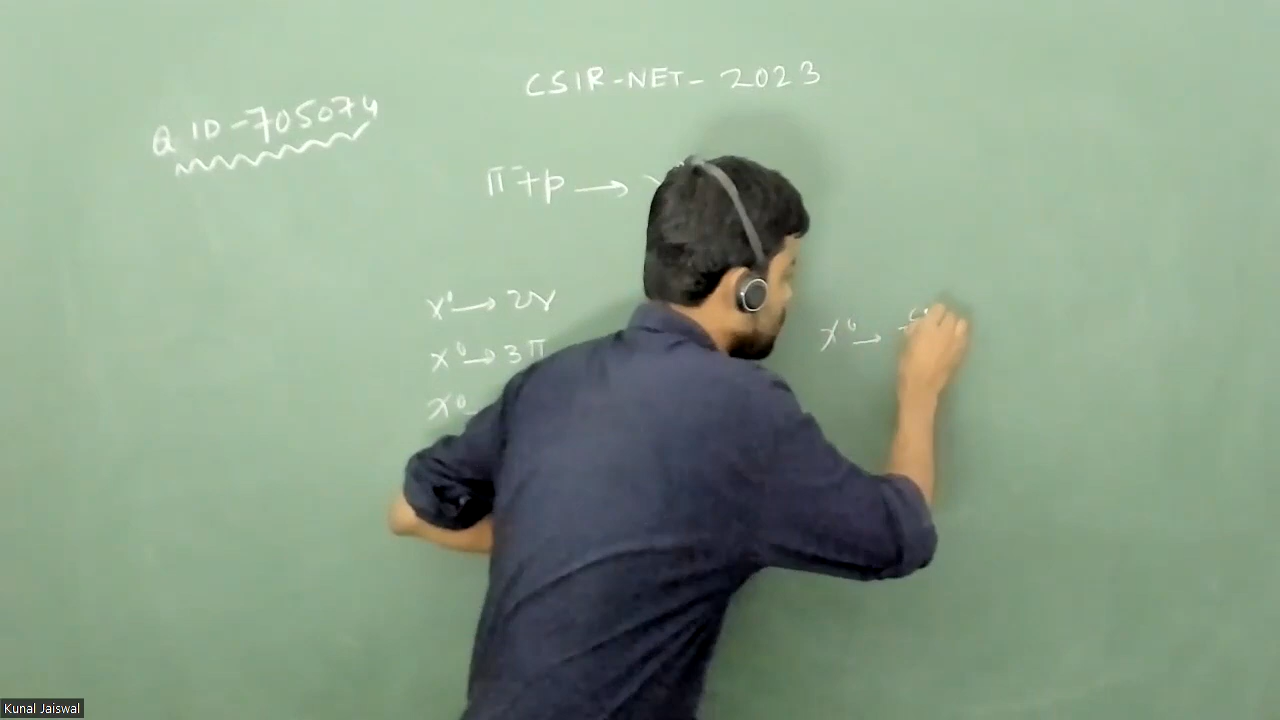 CSIR-NET-2023
Q ID-705074
π⁻+p →
X⁰ → 2γ
X⁰ → 3π
X⁰
X⁰ →
Kunal Jaiswal